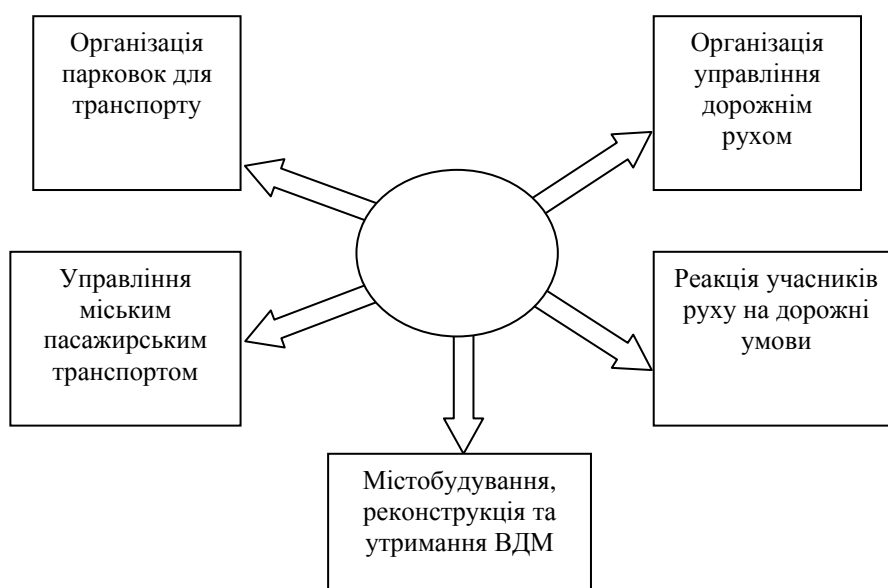 Організація
парковок для
транспорту
Організація
управління
дорожнім
рухом
Управління
міським
пасажирським
транспортом
Реакція учасників
руху на дорожні
умови
Містобудування,
реконструкція та
утримання ВДМ